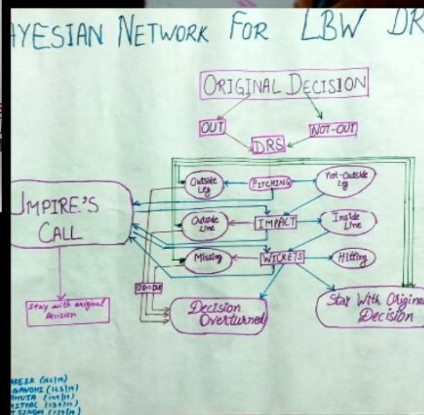 AYESIAN NETWORK FOR LBW DR
ORIGINAL DECISION
OUT
NOT-OUT
DRS
Outside
Leg
PITCHING
Not-Outside
Leg
UMPIRE'S
CALL
Outside
Line
IMPACT
Inside
Line
Missing
WICKETS
Hitting
Stay with original
Decision
Decision
Overturned
Stay With Origina
Decision